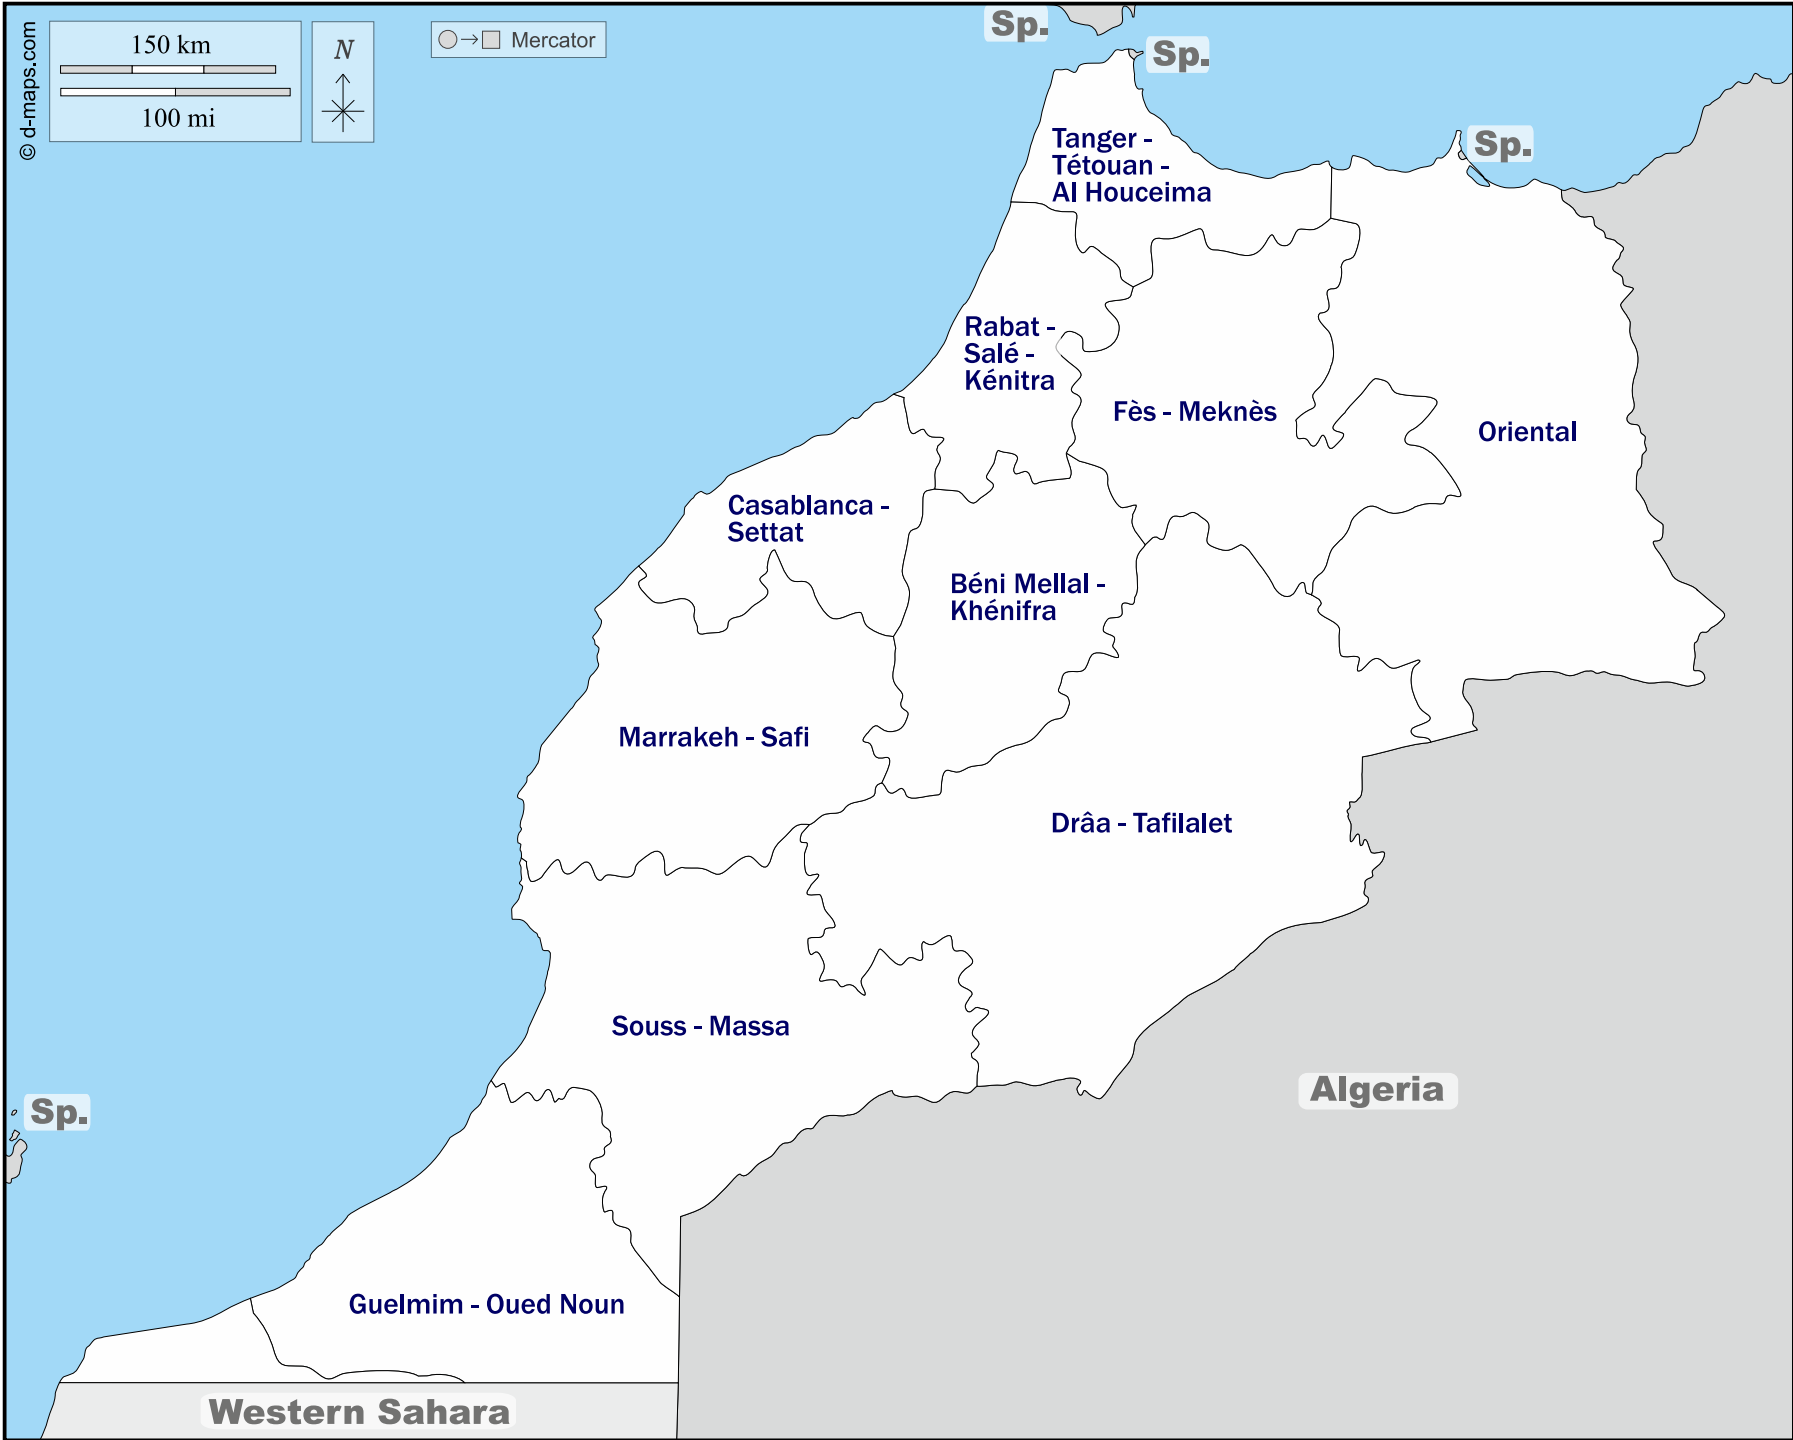 © d-maps.com
150 km
100 mi
N
Mercator
Sp.
Sp.
Sp.
Tanger -
Tétouan -
Al Houceima
Rabat -
Salé -
Kénitra
Fès - Meknès
Oriental
Casablanca -
Settat
Béni Mellal -
Khénifra
Marrakeh - Safi
Drâa - Tafilalet
Souss - Massa
Algeria
Sp.
Guelmim - Oued Noun
Western Sahara